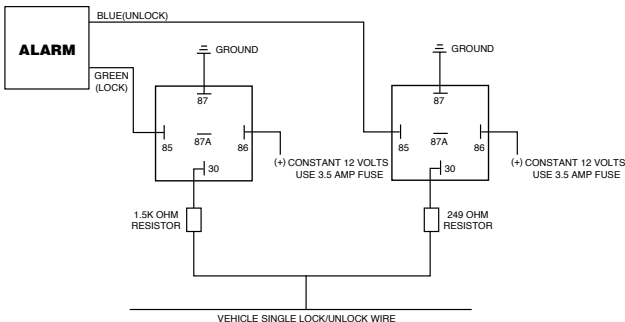 BLUE(UNLOCK)
ALARM
GREEN
(LOCK)
GROUND
87
87A
85
86
30
(+) CONSTANT 12 VOLTS
USE 3.5 AMP FUSE
1.5K OHM
RESISTOR
GROUND
87
87A
85
86
30
(+) CONSTANT 12 VOLTS
USE 3.5 AMP FUSE
249 OHM
RESISTOR
VEHICLE SINGLE LOCK/UNLOCK WIRE